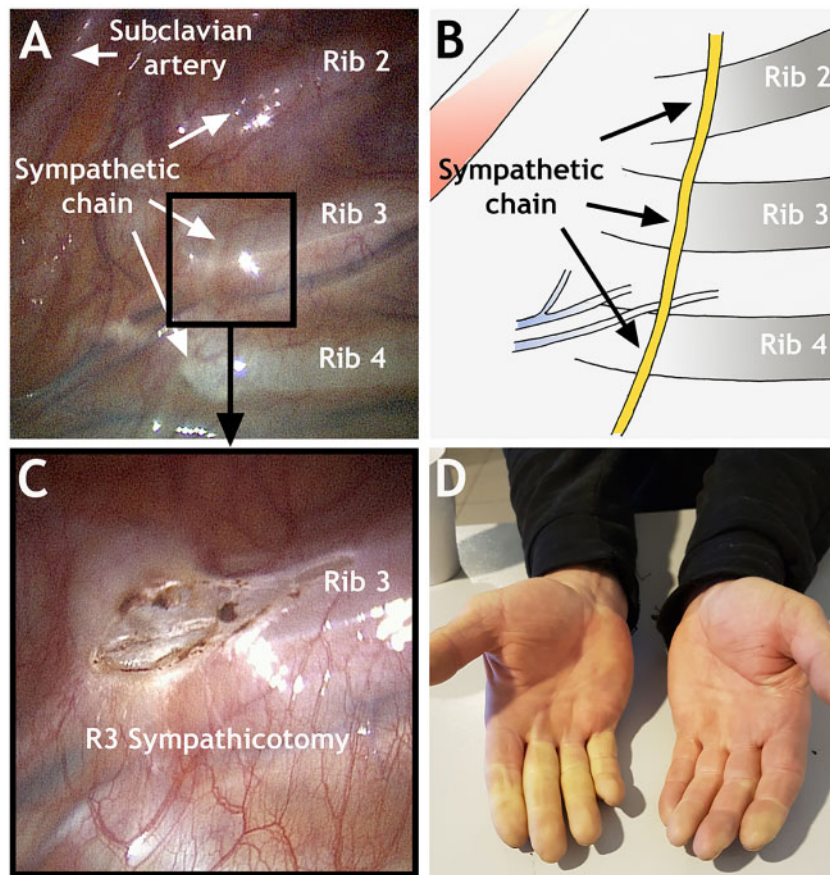 A
Subclavian
artery
Rib 2
Sympathetic
chain
Rib 3
Rib 4
B
Rib 2
Sympathetic
chain
Rib 3
Rib 4
C
Rib 3
R3 Sympathicotomy
D